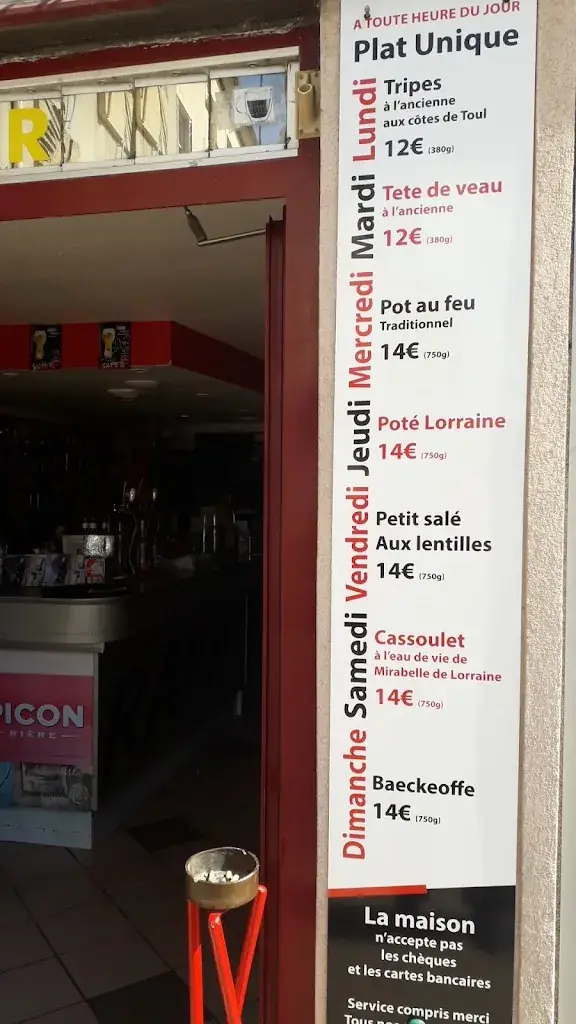 A TOUTE HEURE DU JOUR
Plat Unique
Lundi
Tripes
à l'ancienne
aux côtes de Toul
12€ (380g)
Mardi
Tete de veau
à l'ancienne
12€ (380g)
Mercredi
Pot au feu
Traditionnel
14€ (750g)
Jeudi
Poté Lorraine
14€ (750g)
Vendredi
Petit salé
Aux lentilles
14€ (750g)
Samedi
Cassoulet
à l'eau de vie de
Mirabelle de Lorraine
14€ (750g)
Dimanche
Baeckeoffe
14€ (750g)
La maison
n'accepte pas
les chèques
et les cartes bancaires
Service compris merci
R
PICON
BIÈRE